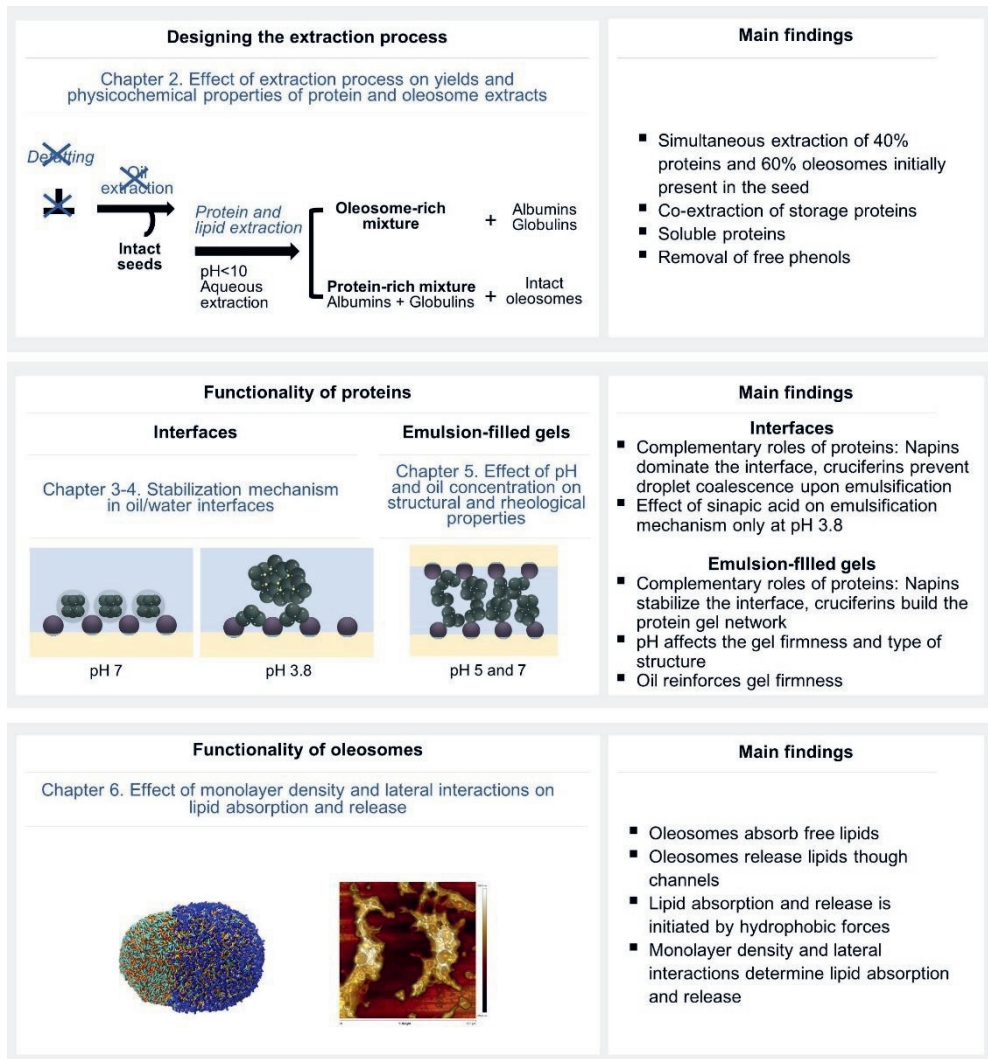 Designing the extraction process
Chapter 2. Effect of extraction process on yields and
physicochemical properties of protein and oleosome extracts
Defatting
Oil
extraction
Intact
seeds
Protein and
lipid extraction
pH<10
Aqueous
extraction
Oleosome-rich
mixture
+
Albumins
Globulins
Protein-rich mixture
Albumins + Globulins
+
Intact
oleosomes
Main findings
Simultaneous extraction of 40%
proteins and 60% oleosomes initially
present in the seed
Co-extraction of storage proteins
Soluble proteins
Removal of free phenols
Functionality of proteins
Interfaces
Chapter 3-4. Stabilization mechanism
in oil/water interfaces
pH 7
pH 3.8
Emulsion-filled gels
Chapter 5. Effect of pH
and oil concentration on
structural and rheological
properties
pH 5 and 7
Main findings
Interfaces
Complementary roles of proteins: Napins
dominate the interface, cruciferins prevent
droplet coalescence upon emulsification
Effect of sinapic acid on emulsification
mechanism only at pH 3.8
Emulsion-filled gels
Complementary roles of proteins: Napins
stabilize the interface, cruciferins build the
protein gel network
pH affects the gel firmness and type of
structure
Oil reinforces gel firmness
Functionality of oleosomes
Chapter 6. Effect of monolayer density and lateral interactions on
lipid absorption and release
Main findings
Oleosomes absorb free lipids
Oleosomes release lipids though
channels
Lipid absorption and release is
initiated by hydrophobic forces
Monolayer density and lateral
interactions determine lipid absorption
and release